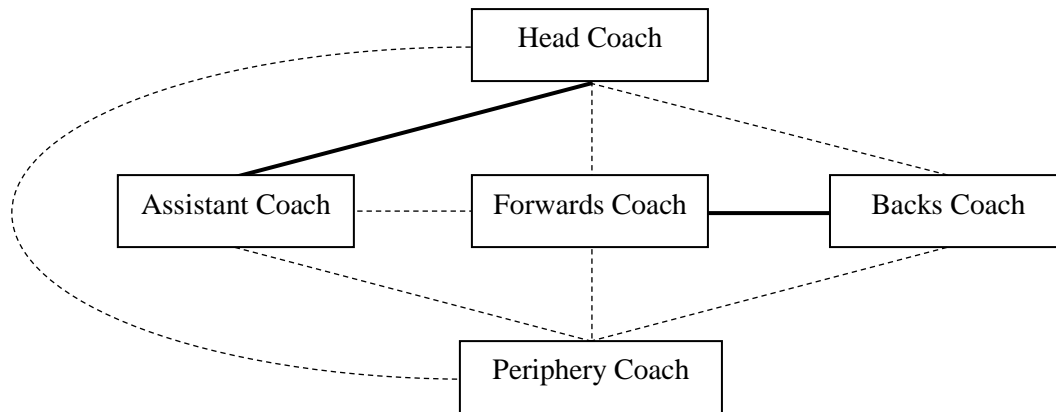 Head Coach
Assistant Coach
Forwards Coach
Backs Coach
Periphery Coach